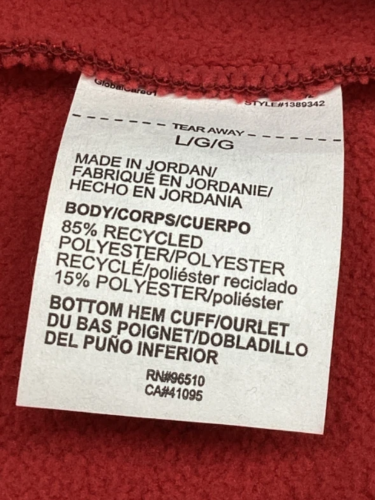 STYLE#1389342
TEAR AWAY
L/G/G
MADE IN JORDAN/
FABRIQUÉ EN JORDANIE/
HECHO EN JORDANIA
BODY/CORPS/CUERPO
85% RECYCLED
POLYESTER/POLYESTER
RECYCLÉ/poliéster reciclado
15% POLYESTER/poliéster
BOTTOM HEM CUFF/OURLET
DU BAS POIGNET/DOBLADILLO
DEL PUÑO INFERIOR
RN#96510
CA#41095